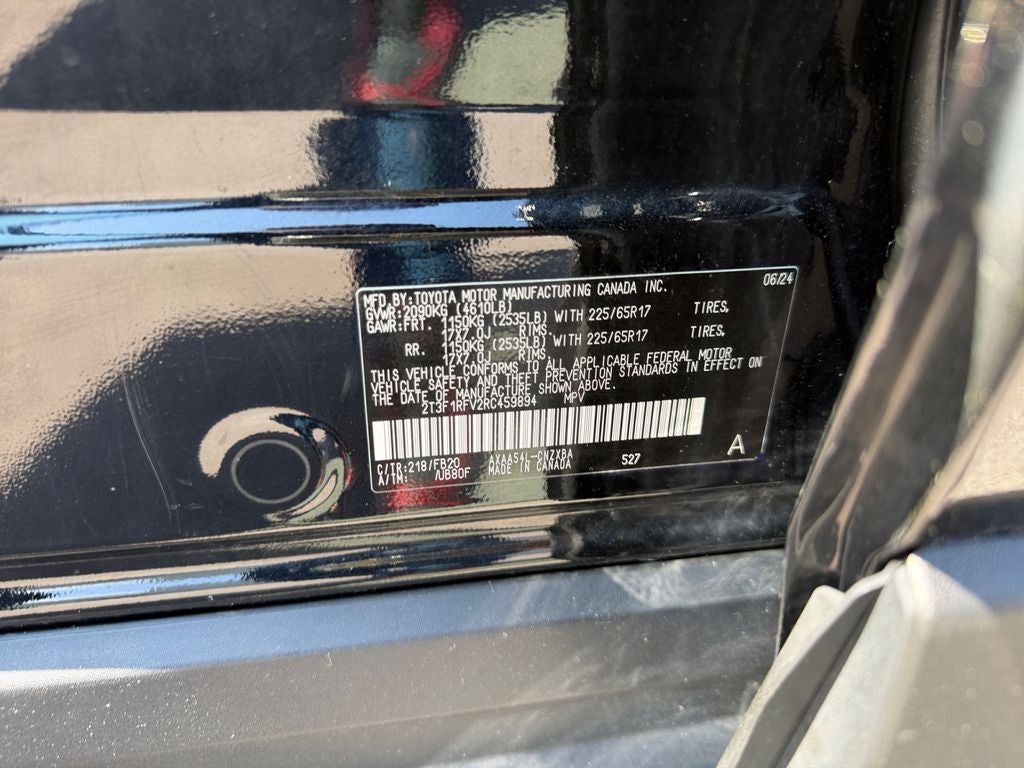 MFD.BY:TOYOTA MOTOR MANUFACTURING CANADA INC. 06/24
GVWR:2090KG (4610LB)
GAWR:FRT. 1150KG (2535LB) WITH 225/65R17 TIRES,
17X7.0J RIMS.
RR. 1150KG (2535LB) WITH 225/65R17 TIRES,
17X7.0J RIMS.
THIS VEHICLE CONFORMS TO ALL APPLICABLE FEDERAL MOTOR
VEHICLE SAFETY AND THEFT PREVENTION STANDARDS IN EFFECT ON
THE DATE OF MANUFACTURE SHOWN ABOVE.
2T3F1RFV2RC459894 MPV
C/TR:218/FB20 AXAA54L-CNZXBA 527 A
A/TM: /UB80F MADE IN CANADA